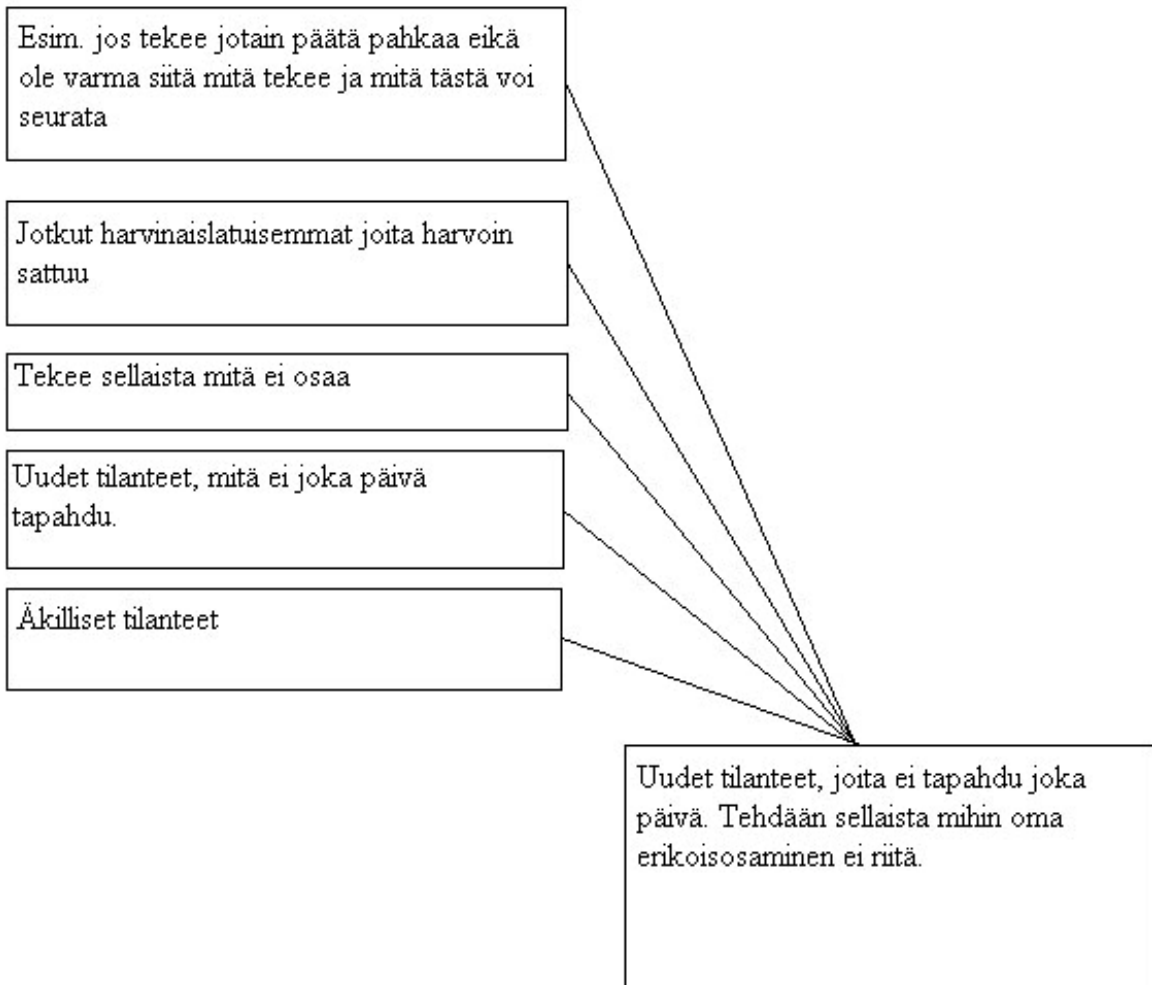 Esim. jos tekee jotain päätä pahkaa eikä
ole varma siitä mitä tekee ja mitä tästä voi
seurata
Jotkut harvinaislatuisemmat joita harvoin
sattuu
Tekee sellaista mitä ei osaa
Uudet tilanteet, mitä ei joka päivä
tapahdu.
Äkilliset tilanteet
Uudet tilanteet, joita ei tapahdu joka
päivä. Tehdään sellaista mihin oma
erikoisosaminen ei riitä.